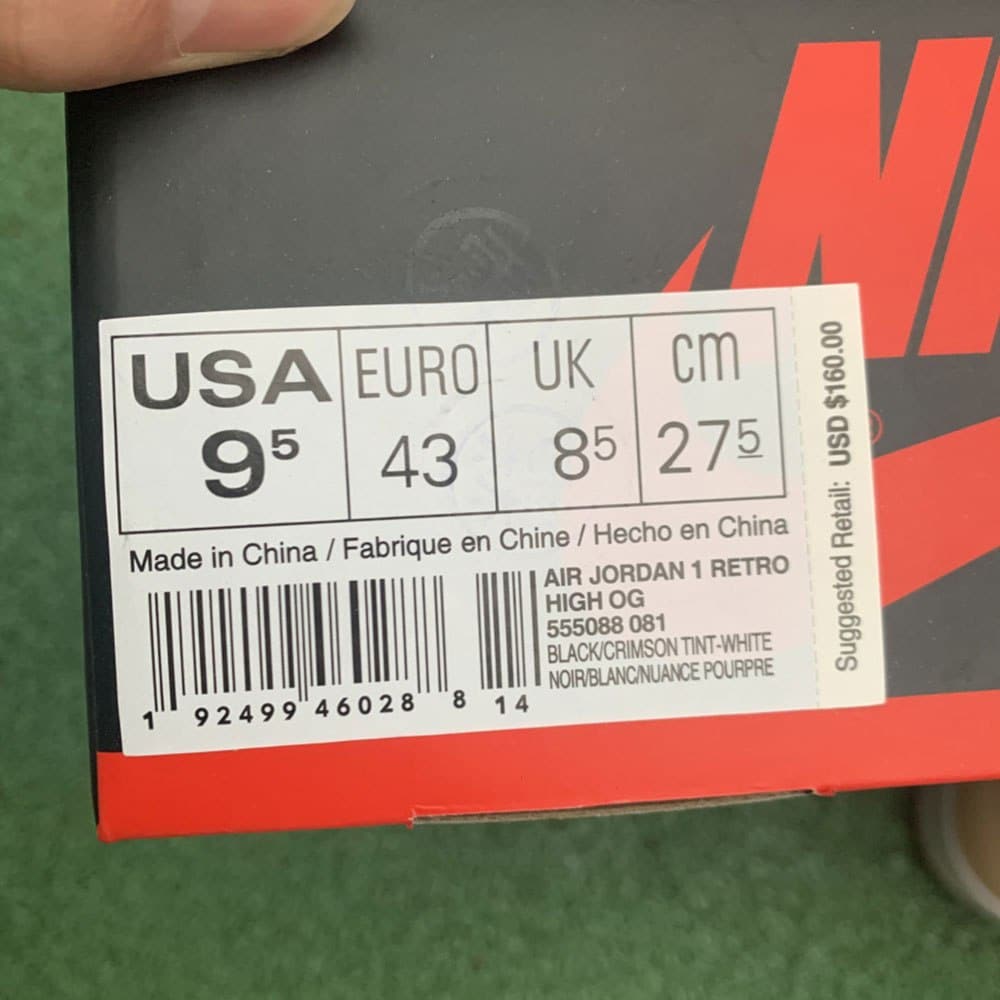 USA EURO UK cm
9⁵ 43 8⁵ 27⁵
Made in China / Fabrique en Chine / Hecho en China
AIR JORDAN 1 RETRO
HIGH OG
555088 081
BLACK/CRIMSON TINT-WHITE
NOIR/BLANC/NUANCE POURPRE
1 92499 46028 8 14
Suggested Retail: USD $160.00